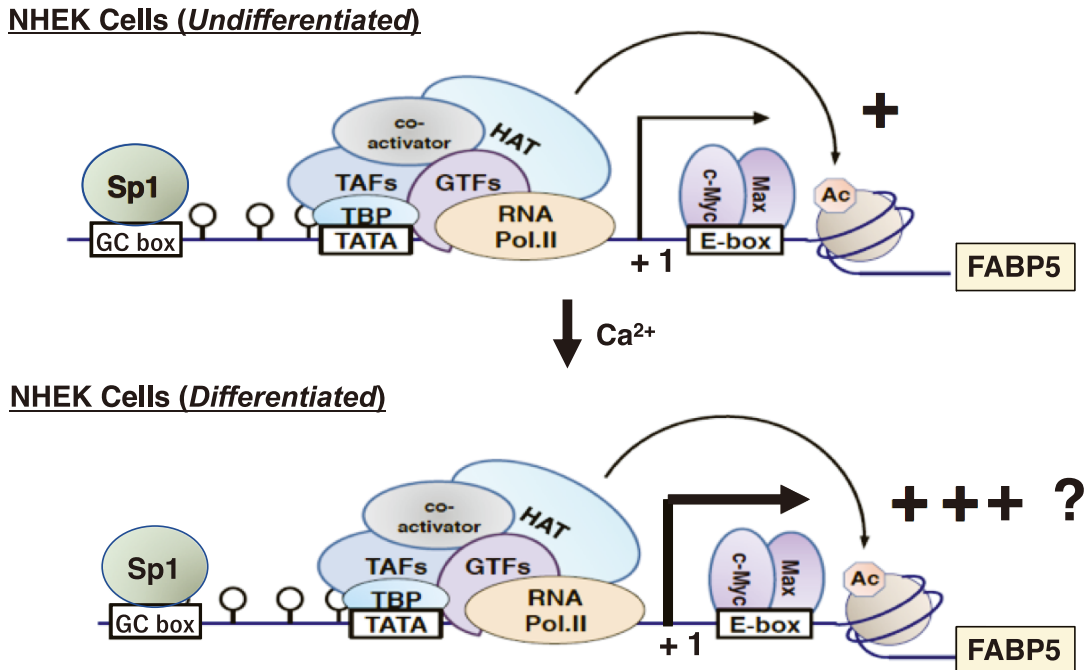 NHEK Cells (Undifferentiated)
co-
activator
HAT
+
Sp1
TAFs
GTFs
c-Myc
Max
Ac
TBP
RNA
Pol.II
GC box
TATA
E-box
+ 1
FABP5
Ca²⁺
NHEK Cells (Differentiated)
co-
activator
HAT
+++ ?
Sp1
TAFs
GTFs
c-Myc
Max
Ac
TBP
RNA
Pol.II
GC box
TATA
E-box
+ 1
FABP5